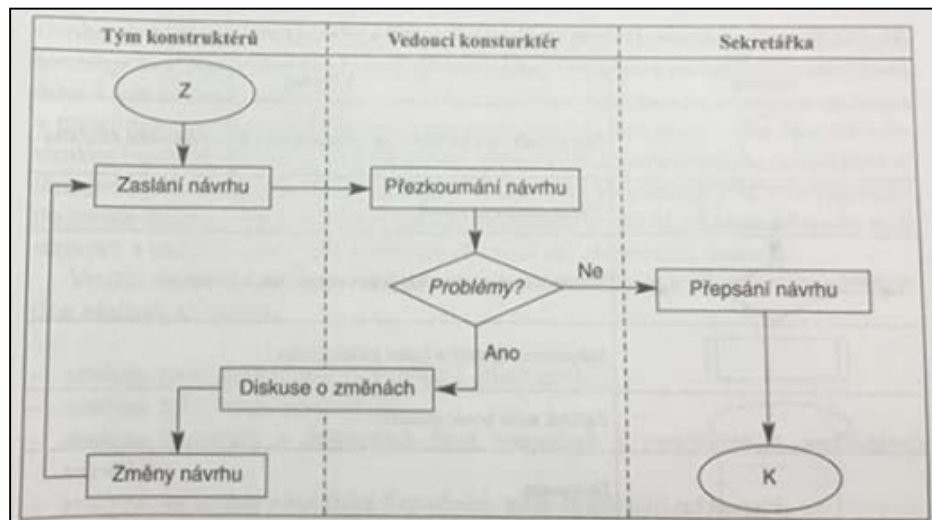 Tým konstruktérů
Vedoucí konsturktér
Sekretářka
Z
Zaslání návrhu
Přezkoumání návrhu
Problémy?
Ne
Přepsání návrhu
Ano
Diskuse o změnách
Změny návrhu
K